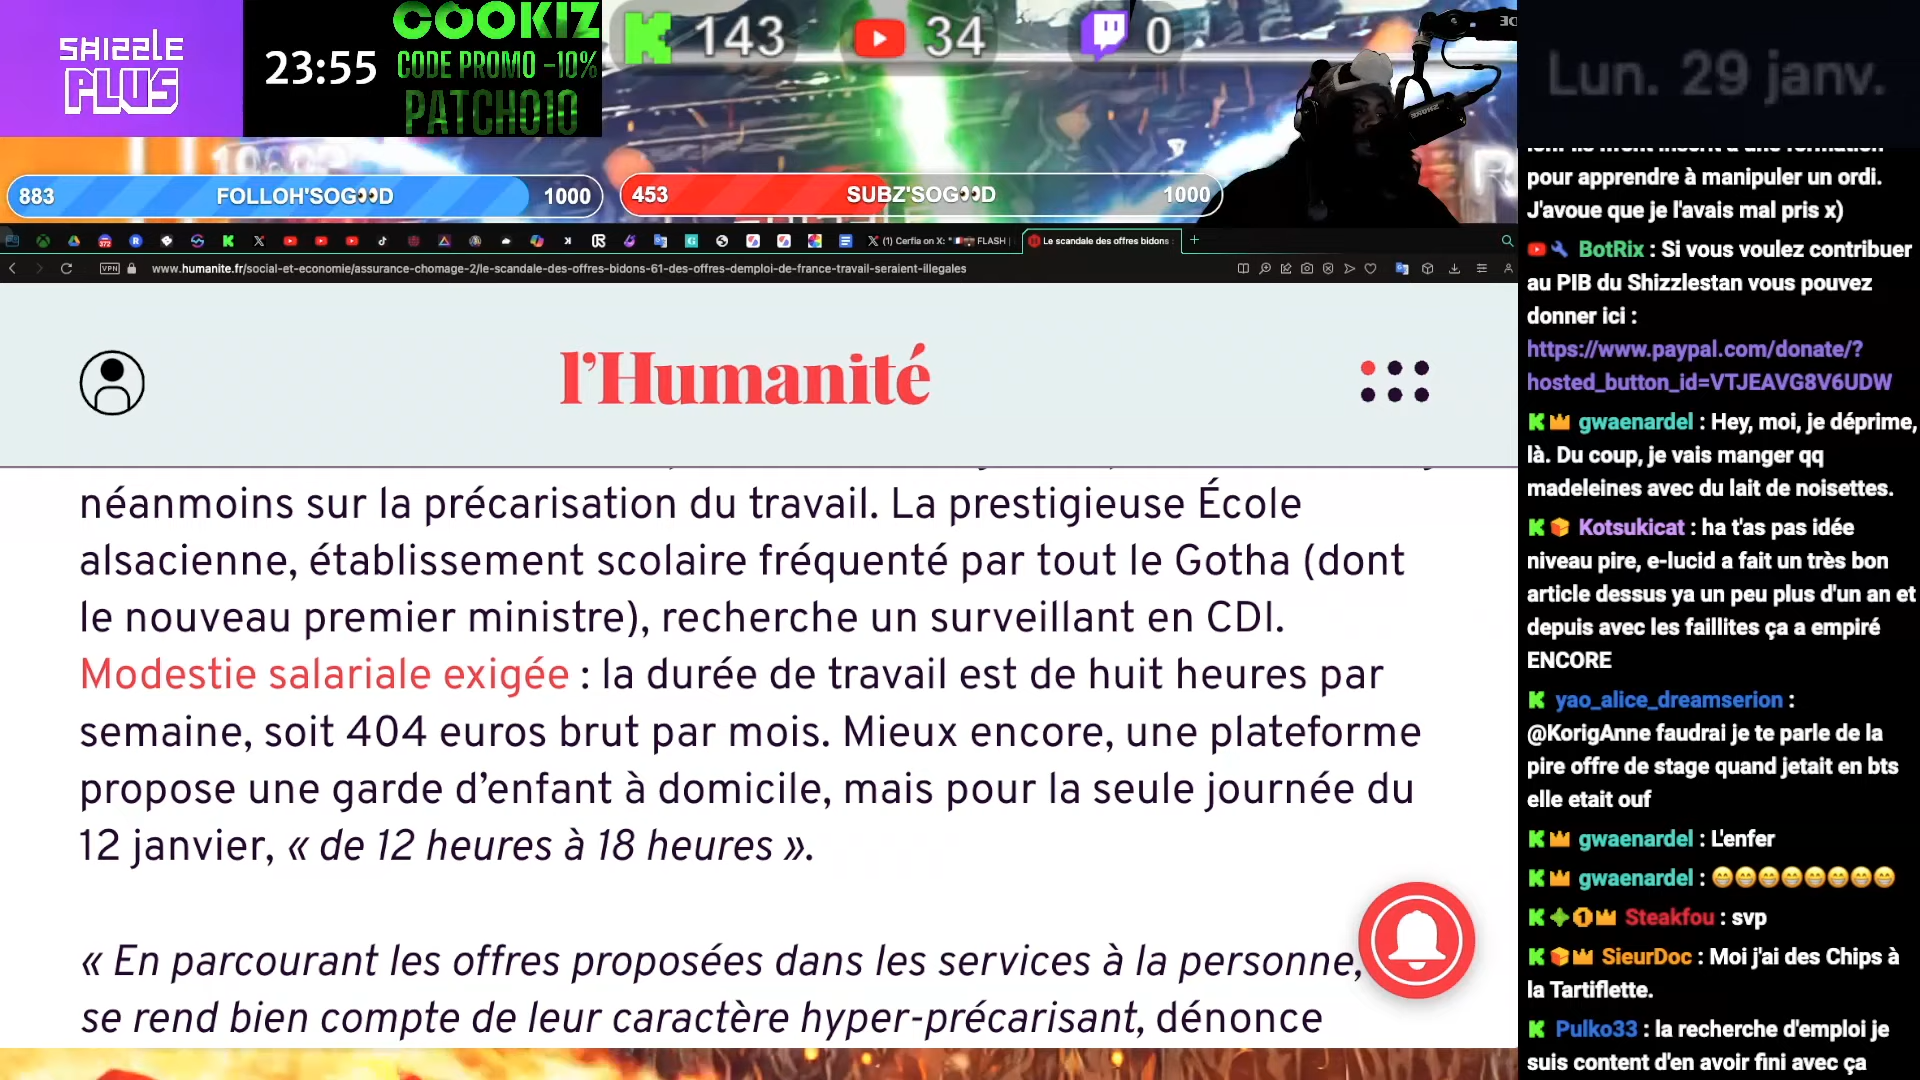 SHIZZLE
PLUS
23:55
COOKIZ
CODE PROMO -10%
PATCHO10
143
34
0
Lun. 29 janv.
883 FOLLOH'SOG👀D 1000
453 SUBZ'SOG👀D 1000
(1) Cerfia on X: "🇫🇷 FLASH |
Le scandale des offres bidons :
VPN
www.humanite.fr/social-et-economie/assurance-chomage-2/le-scandale-des-offres-bidons-61-des-offres-demploi-de-france-travail-seraient-illegales
l'Humanité
néanmoins sur la précarisation du travail. La prestigieuse École
alsacienne, établissement scolaire fréquenté par tout le Gotha (dont
le nouveau premier ministre), recherche un surveillant en CDI.
Modestie salariale exigée : la durée de travail est de huit heures par
semaine, soit 404 euros brut par mois. Mieux encore, une plateforme
propose une garde d’enfant à domicile, mais pour la seule journée du
12 janvier, « de 12 heures à 18 heures ».
« En parcourant les offres proposées dans les services à la personne,
se rend bien compte de leur caractère hyper-précarisant, dénonce
pour apprendre à manipuler un ordi.
J'avoue que je l'avais mal pris x)
BotRix : Si vous voulez contribuer
au PIB du Shizzlestan vous pouvez
donner ici :
https://www.paypal.com/donate/?
hosted_button_id=VTJEAVG8V6UDW
gwaenardel : Hey, moi, je déprime,
là. Du coup, je vais manger qq
madeleines avec du lait de noisettes.
Kotsukicat : ha t'as pas idée
niveau pire, e-lucid a fait un très bon
article dessus ya un peu plus d'un an et
depuis avec les faillites ça a empiré
ENCORE
yao_alice_dreamserion :
@KorigAnne faudrai je te parle de la
pire offre de stage quand jetait en bts
elle etait ouf
gwaenardel : L'enfer
gwaenardel : 😁😁😁😁😁😁😁😁
Steakfou : svp
SieurDoc : Moi j'ai des Chips à
la Tartiflette.
Pulko33 : la recherche d'emploi je
suis content d'en avoir fini avec ça